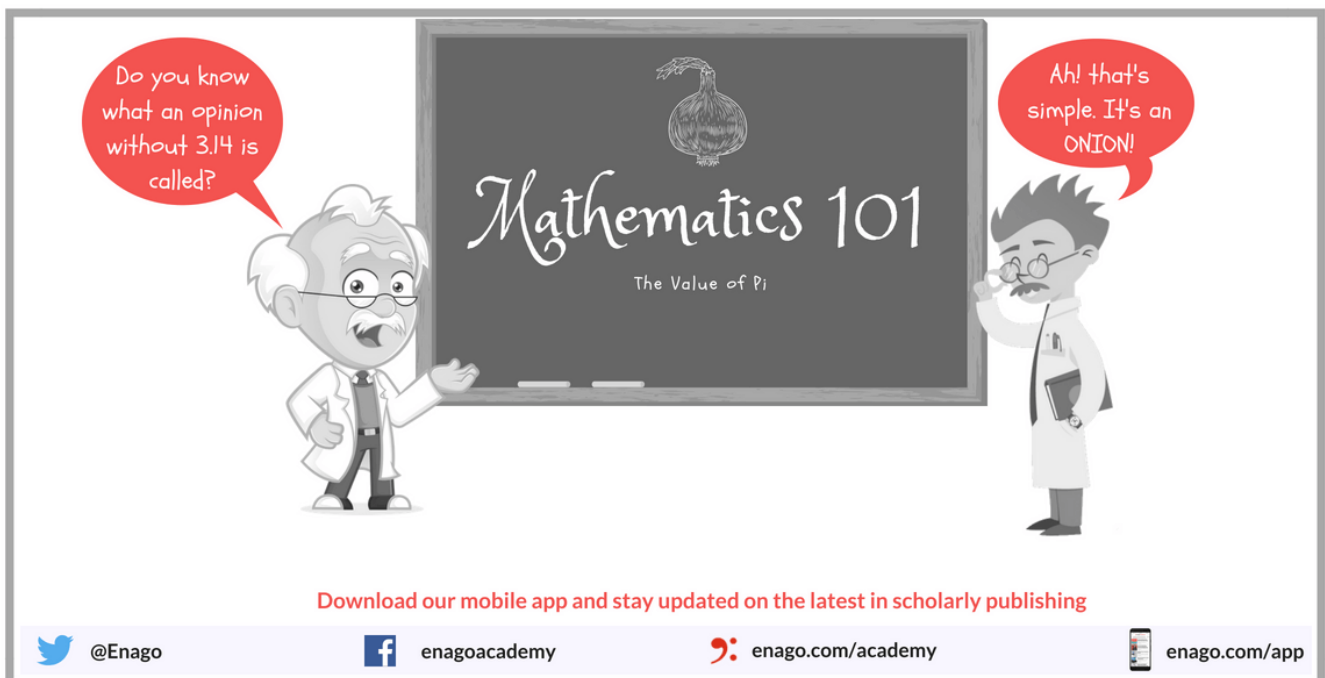 Do you know
what an opinion
without 3.14 is
called?
Ah! that's
simple. It's an
ONION!
Mathematics 101
The Value of Pi
Download our mobile app and stay updated on the latest in scholarly publishing
@Enago
enagoacademy
enago.com/academy
enago.com/app